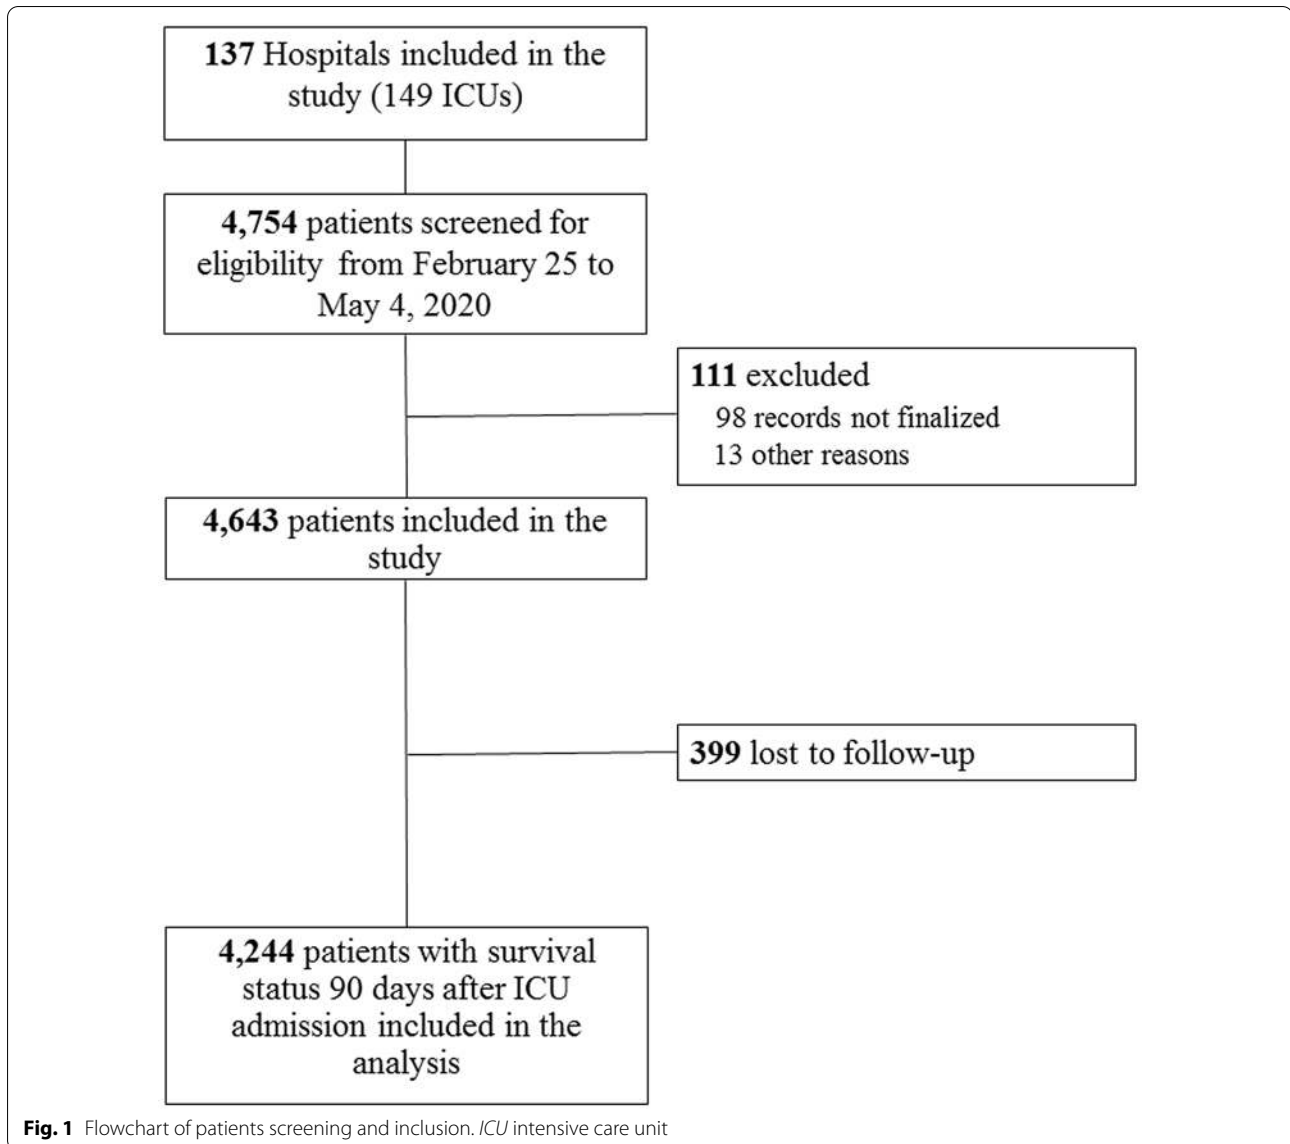 137 Hospitals included in the
study (149 ICUs)
4,754 patients screened for
eligibility from February 25 to
May 4, 2020
111 excluded
98 records not finalized
13 other reasons
4,643 patients included in the
study
399 lost to follow-up
4,244 patients with survival
status 90 days after ICU
admission included in the
analysis
Fig. 1 Flowchart of patients screening and inclusion. ICU intensive care unit